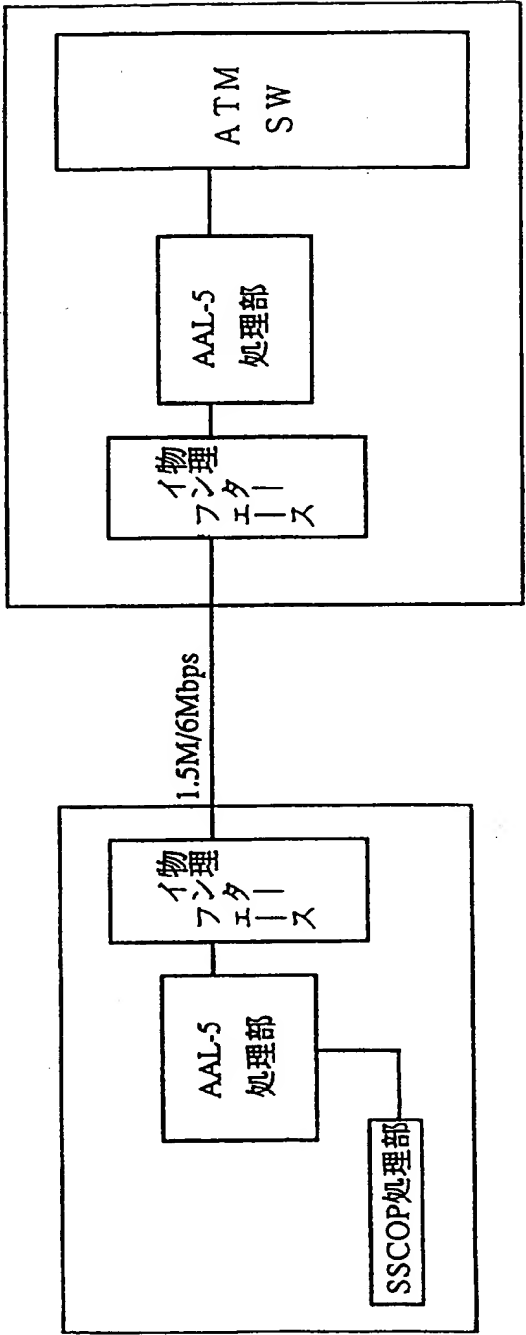 AAL-5
処理部
SSCOP処理部
物理
インター
フェース
1.5M/6Mbps
物理
インター
フェース
AAL-5
処理部
ATM
SW